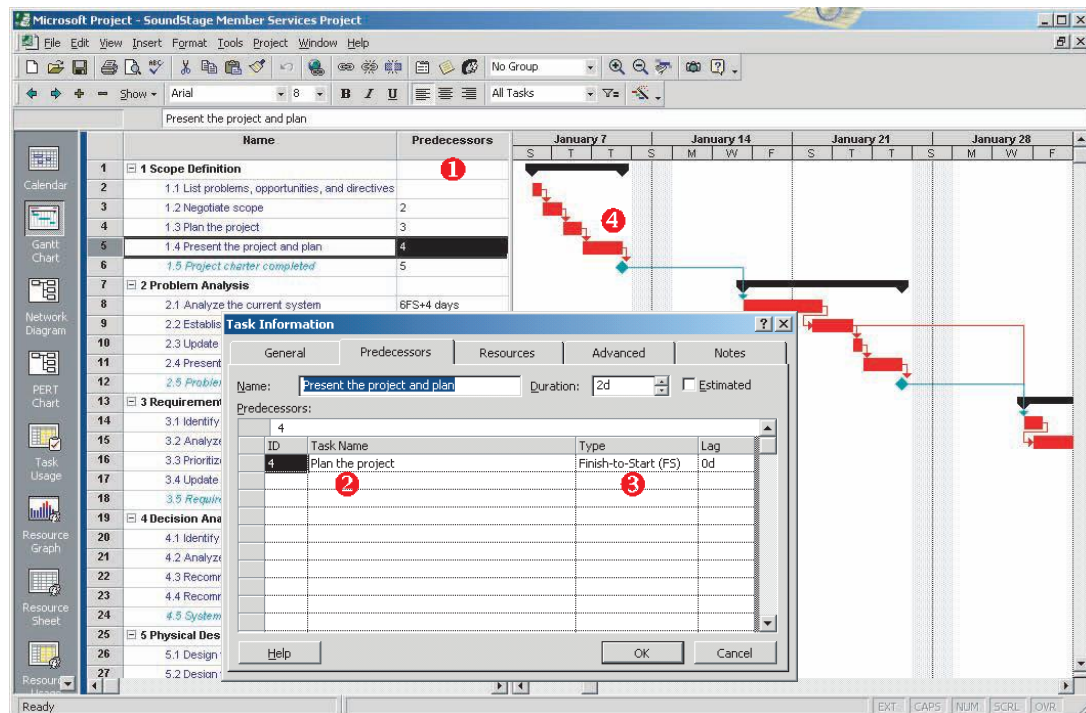 Microsoft Project - SoundStage Member Services Project
File Edit View Insert Format Tools Project Window Help
No Group
Show Arial 8 B I U All Tasks
Present the project and plan
Name Predecessors January 7 January 14 January 21 January 28
S T T S M W F S T T S M W F
1 1 Scope Definition 1
2 1.1 List problems, opportunities, and directives
3 1.2 Negotiate scope 2
4 1.3 Plan the project 3 4
5 1.4 Present the project and plan 4
6 1.5 Project charter completed 5
7 2 Problem Analysis
8 2.1 Analyze the current system 6FS+4 days
9 2.2 Establis
10 2.3 Update
11 2.4 Present
12 2.5 Proble
13 3 Requirement
14 3.1 Identify
15 3.2 Analyze
16 3.3 Prioritiz
17 3.4 Update
18 3.5 Require
19 4 Decision Ana
20 4.1 Identify
21 4.2 Analyze
22 4.3 Recomr
23 4.4 Recomr
24 4.5 System
25 5 Physical Des
26 5.1 Design
27 5.2 Design
Calendar
Gantt
Chart
Network
Diagram
PERT
Chart
Task
Usage
Resource
Graph
Resource
Sheet
Task Information
General Predecessors Resources Advanced Notes
Name: Present the project and plan Duration: 2d Estimated
Predecessors:
4
ID Task Name Type Lag
4 Plan the project Finish-to-Start (FS) 0d
2 3
Help OK Cancel
Ready EXT CAPS NUM SCRL OVR